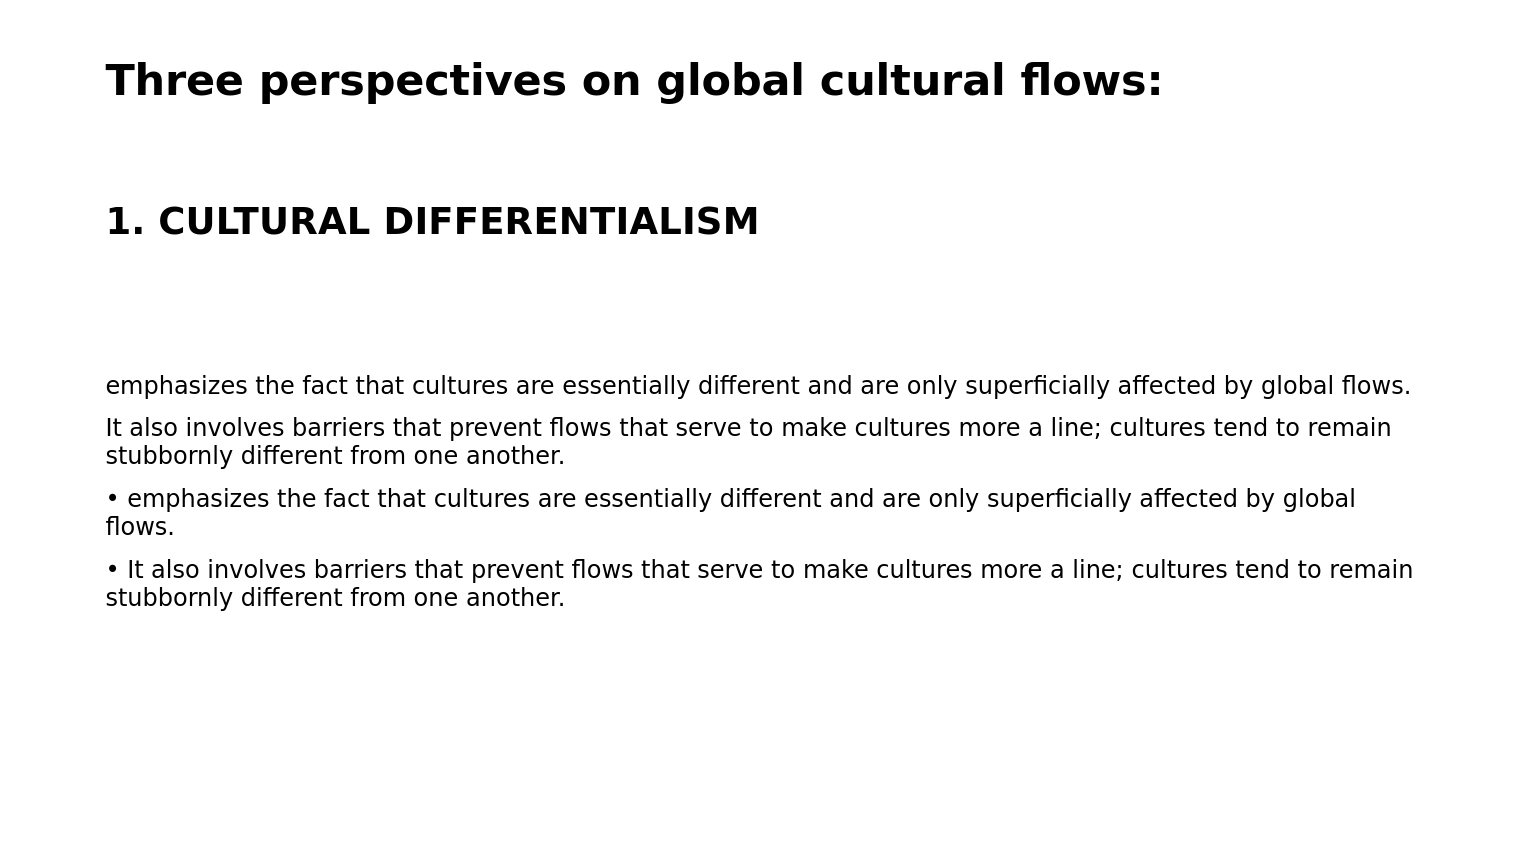 Three perspectives on global cultural flows:
1. CULTURAL DIFFERENTIALISM
emphasizes the fact that cultures are essentially different and are only superficially affected by global flows.
It also involves barriers that prevent flows that serve to make cultures more a line; cultures tend to remain
stubbornly different from one another.
• emphasizes the fact that cultures are essentially different and are only superficially affected by global
flows.
• It also involves barriers that prevent flows that serve to make cultures more a line; cultures tend to remain
stubbornly different from one another.